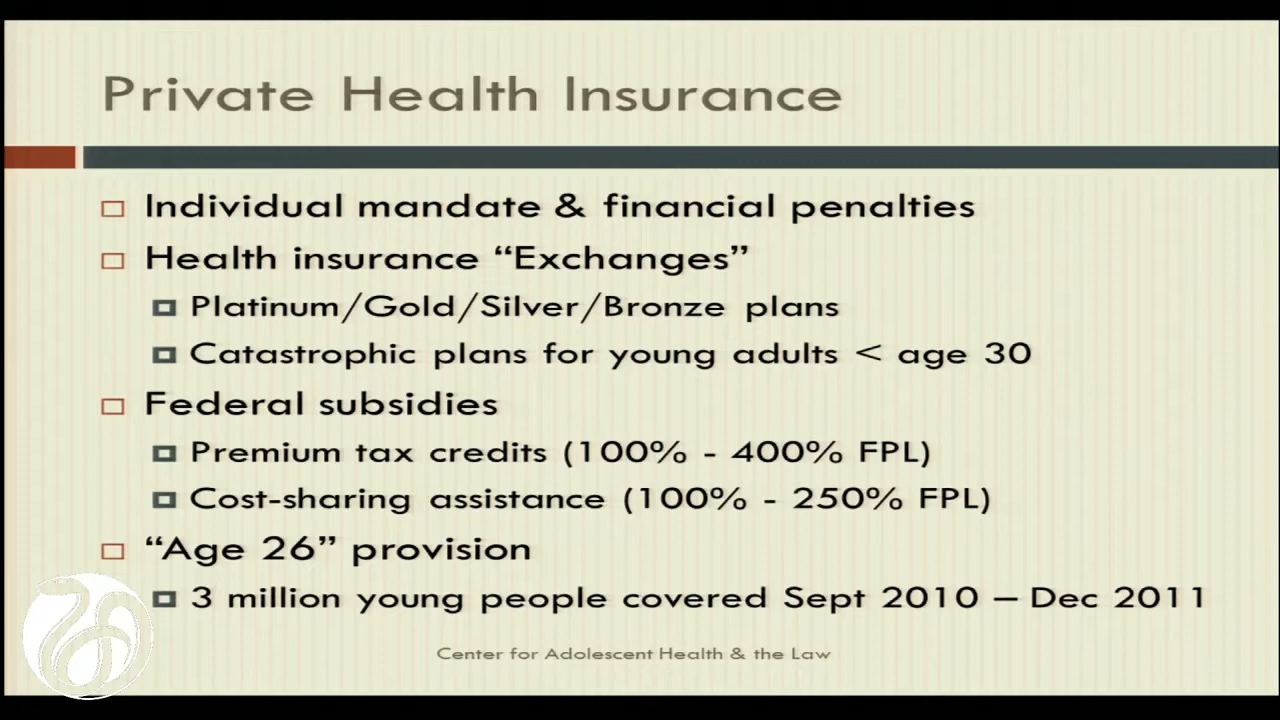 Private Health Insurance
Individual mandate & financial penalties
Health insurance “Exchanges”
Platinum/Gold/Silver/Bronze plans
Catastrophic plans for young adults < age 30
Federal subsidies
Premium tax credits (100% - 400% FPL)
Cost-sharing assistance (100% - 250% FPL)
“Age 26” provision
3 million young people covered Sept 2010 – Dec 2011
Center for Adolescent Health & the Law